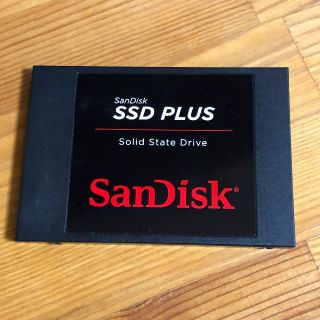 SanDisk
SSD PLUS
Solid State Drive
SanDisk®